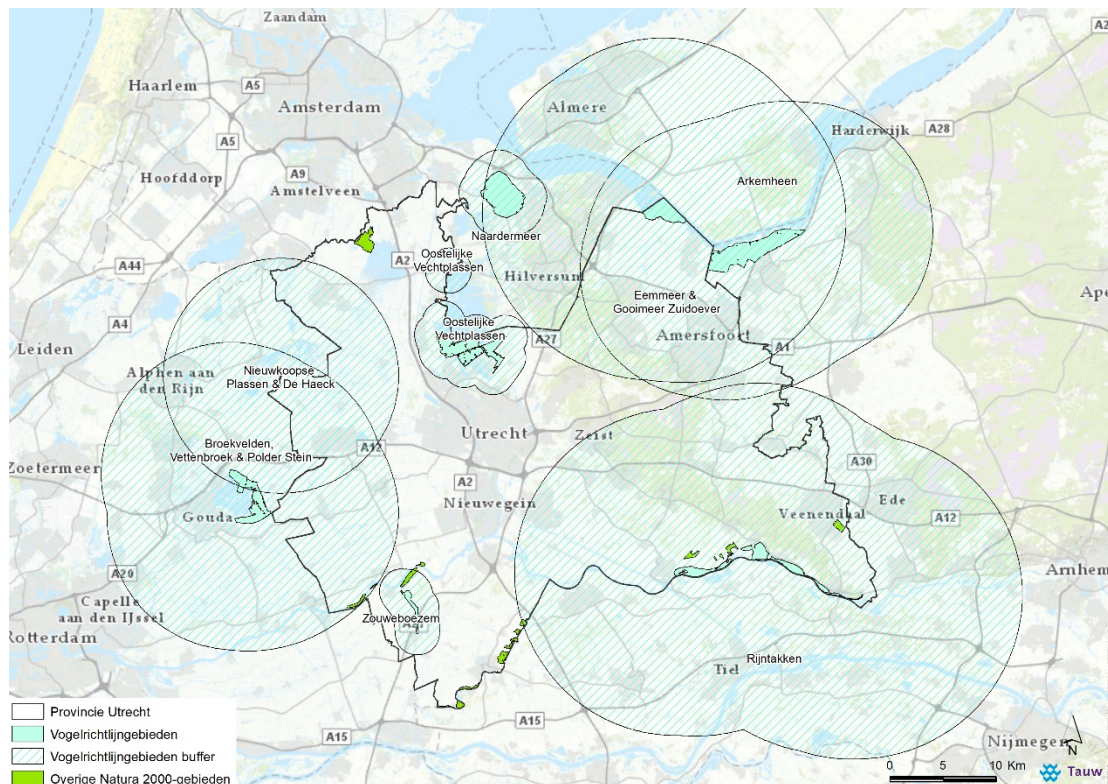 Zaandam
Haarlem
A5
Amsterdam
Almere
A2
Harderwijk
A28
A5
A9
Hoofddorp
Amstelveen
Arkemheen
Naardermeer
A44
A2
Oostelijke
Vechtplassen
Hilversum
Eemmeer &
Gooimeer Zuidoever
Ape
A4
Oostelijke
Vechtplassen
A27
Amersfoort
A1
Leiden
Alphen aan
den Rijn
Nieuwkoopse
Plassen & De Haeck
Broekvelden,
Vettenbroek & Polder Stein
A12
Utrecht
Zeist
Zoetermeer
A2
A30
Nieuwegein
Ede
Gouda
Veenendaal
A12
A20
Arnhem
Capelle
aan den IJssel
Rotterdam
Zouweboezem
Rijntakken
Tiel
A15
A15
Nijmegen
Provincie Utrecht
Vogelrichtlijngebieden
Vogelrichtlijngebieden buffer
Overige Natura 2000-gebieden
0 5 10 Km
N
Tauw